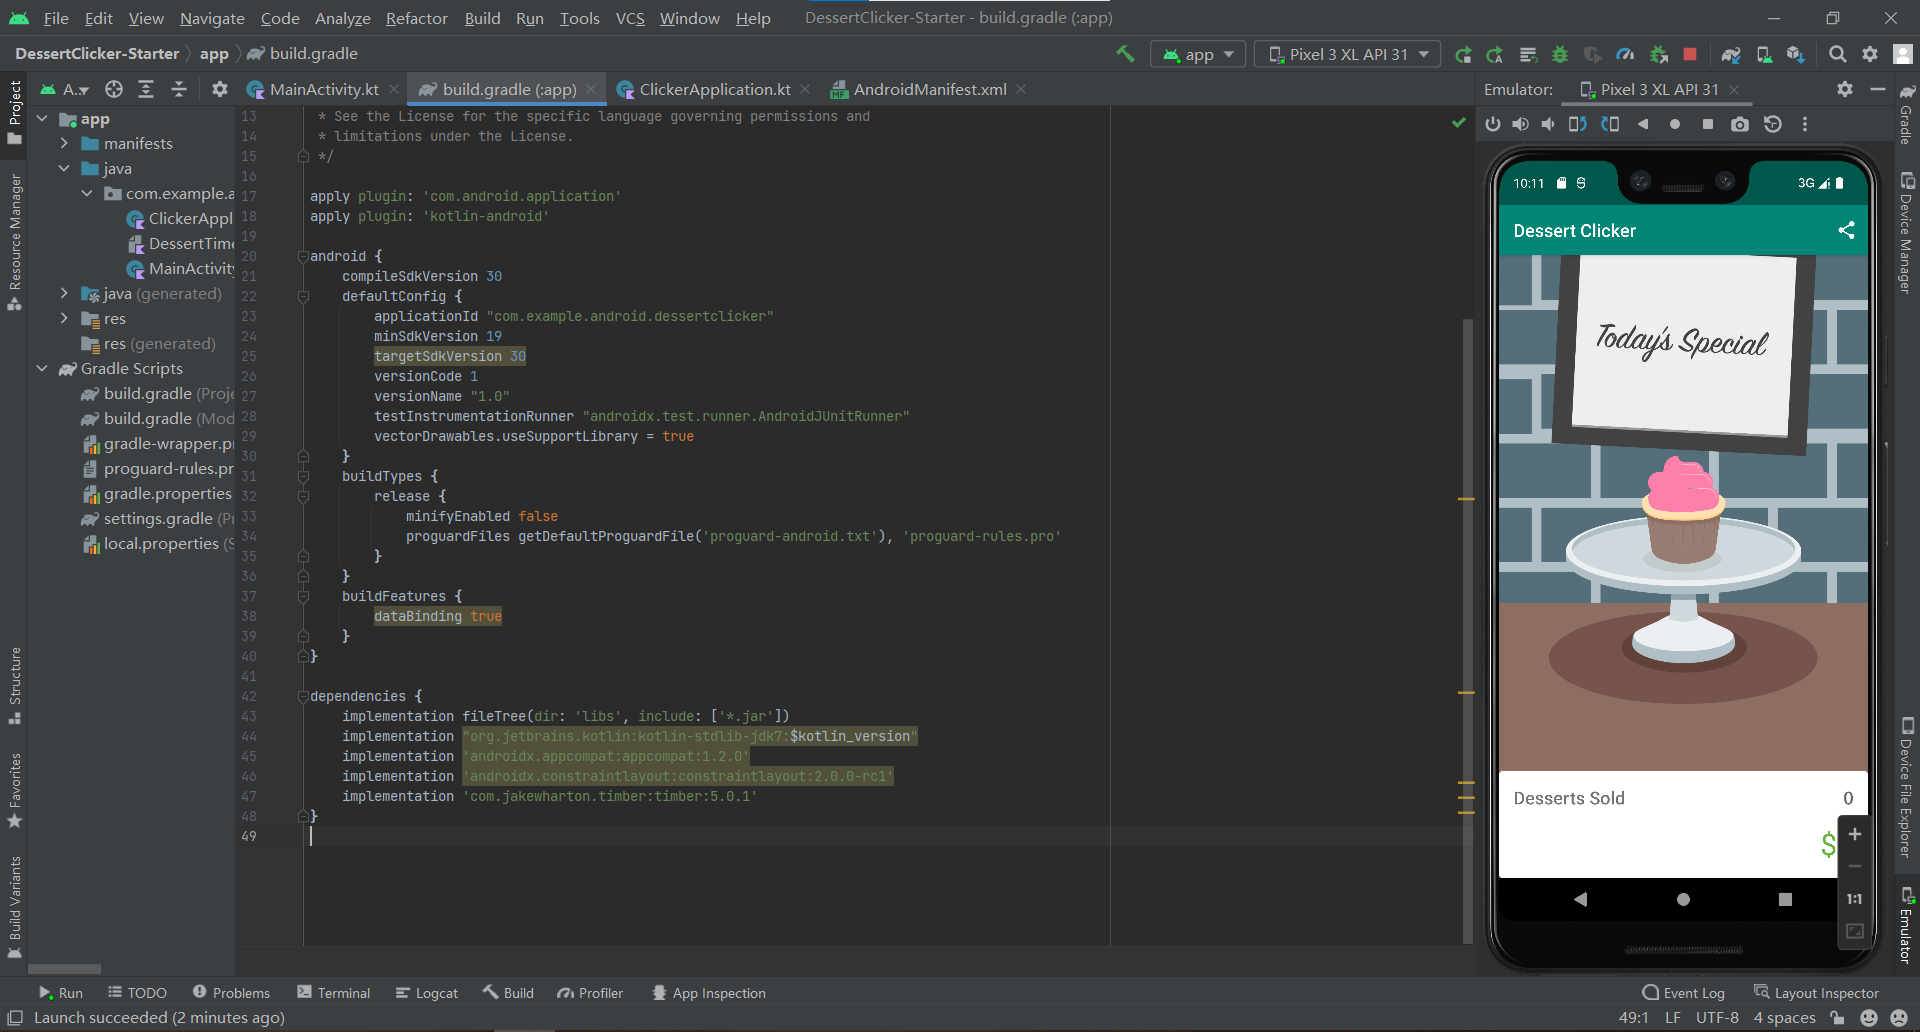 File Edit View Navigate Code Analyze Refactor Build Run Tools VCS Window Help DessertClicker-Starter - build.gradle (:app)
DessertClicker-Starter app build.gradle
app Pixel 3 XL API 31
A... MainActivity.kt build.gradle (:app) ClickerApplication.kt AndroidManifest.xml
Emulator: Pixel 3 XL API 31
Project
Resource Manager
Structure
Favorites
Build Variants
app
manifests
java
com.example.a
ClickerAppl
DessertTime
MainActivity
java (generated)
res
res (generated)
Gradle Scripts
build.gradle (Proje
build.gradle (Mod
gradle-wrapper.pr
proguard-rules.pr
gradle.properties
settings.gradle (Pr
local.properties (S
13 * See the License for the specific language governing permissions and
14 * limitations under the License.
15 */
16
17 apply plugin: 'com.android.application'
18 apply plugin: 'kotlin-android'
19
20 android {
21 compileSdkVersion 30
22 defaultConfig {
23 applicationId "com.example.android.dessertclicker"
24 minSdkVersion 19
25 targetSdkVersion 30
26 versionCode 1
27 versionName "1.0"
28 testInstrumentationRunner "androidx.test.runner.AndroidJUnitRunner"
29 vectorDrawables.useSupportLibrary = true
30 }
31 buildTypes {
32 release {
33 minifyEnabled false
34 proguardFiles getDefaultProguardFile('proguard-android.txt'), 'proguard-rules.pro'
35 }
36 }
37 buildFeatures {
38 dataBinding true
39 }
40 }
41
42 dependencies {
43 implementation fileTree(dir: 'libs', include: ['*.jar'])
44 implementation "org.jetbrains.kotlin:kotlin-stdlib-jdk7:$kotlin_version"
45 implementation 'androidx.appcompat:appcompat:1.2.0'
46 implementation 'androidx.constraintlayout:constraintlayout:2.0.0-rc1'
47 implementation 'com.jakewharton.timber:timber:5.0.1'
48 }
49
10:11 3G
Dessert Clicker
Today's Special
Desserts Sold 0
$
1:1
Gradle
Device Manager
Device File Explorer
Emulator
Run TODO Problems Terminal Logcat Build Profiler App Inspection Event Log Layout Inspector
Launch succeeded (2 minutes ago) 49:1 LF UTF-8 4 spaces